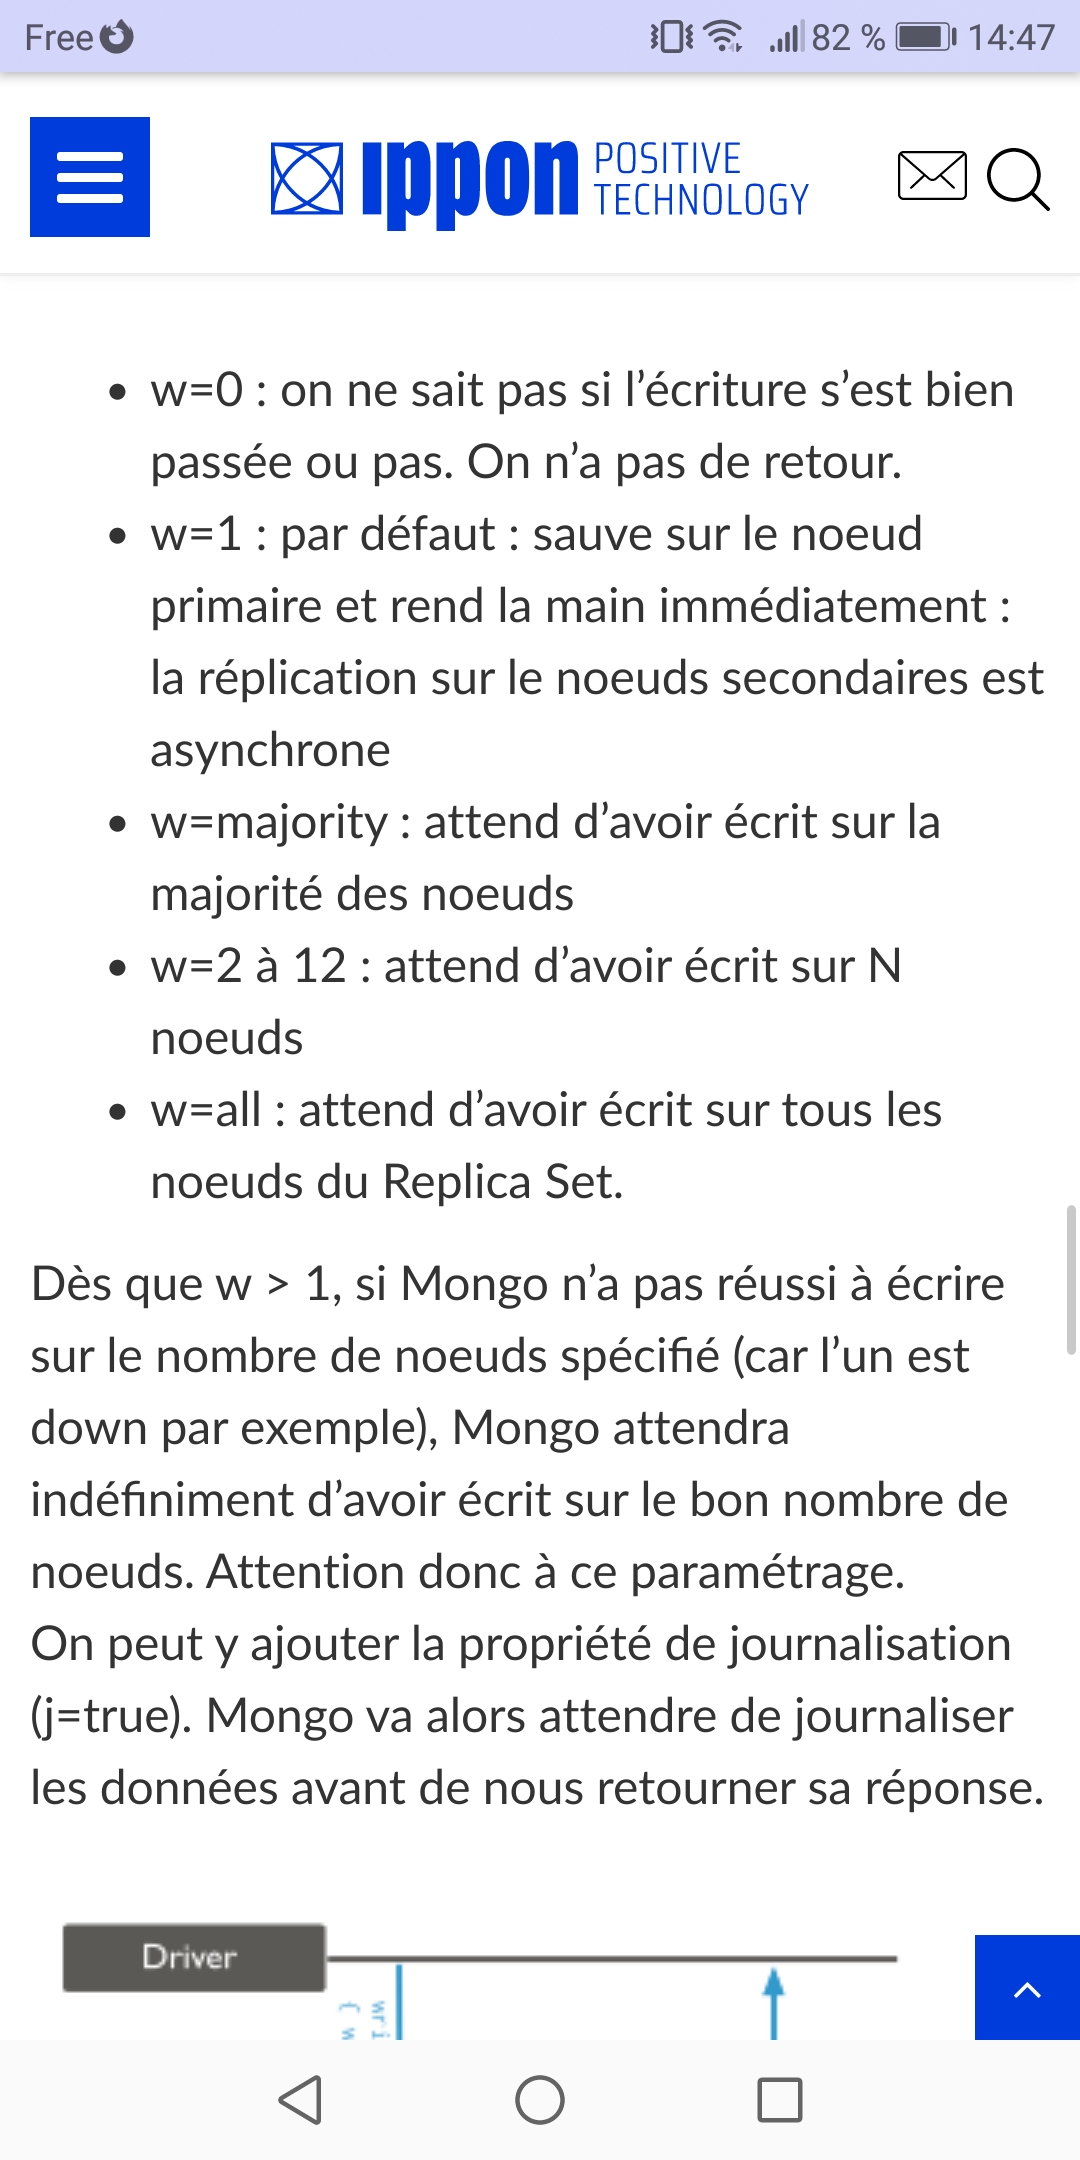 Free 82 % 14:47
Ippon POSITIVE
TECHNOLOGY
• w=0 : on ne sait pas si l’écriture s’est bien
passée ou pas. On n’a pas de retour.
• w=1 : par défaut : sauve sur le noeud
primaire et rend la main immédiatement :
la réplication sur le noeuds secondaires est
asynchrone
• w=majority : attend d’avoir écrit sur la
majorité des noeuds
• w=2 à 12 : attend d’avoir écrit sur N
noeuds
• w=all : attend d’avoir écrit sur tous les
noeuds du Replica Set.
Dès que w > 1, si Mongo n’a pas réussi à écrire
sur le nombre de noeuds spécifié (car l’un est
down par exemple), Mongo attendra
indéfiniment d’avoir écrit sur le bon nombre de
noeuds. Attention donc à ce paramétrage.
On peut y ajouter la propriété de journalisation
(j=true). Mongo va alors attendre de journaliser
les données avant de nous retourner sa réponse.
Driver
wri
{ w